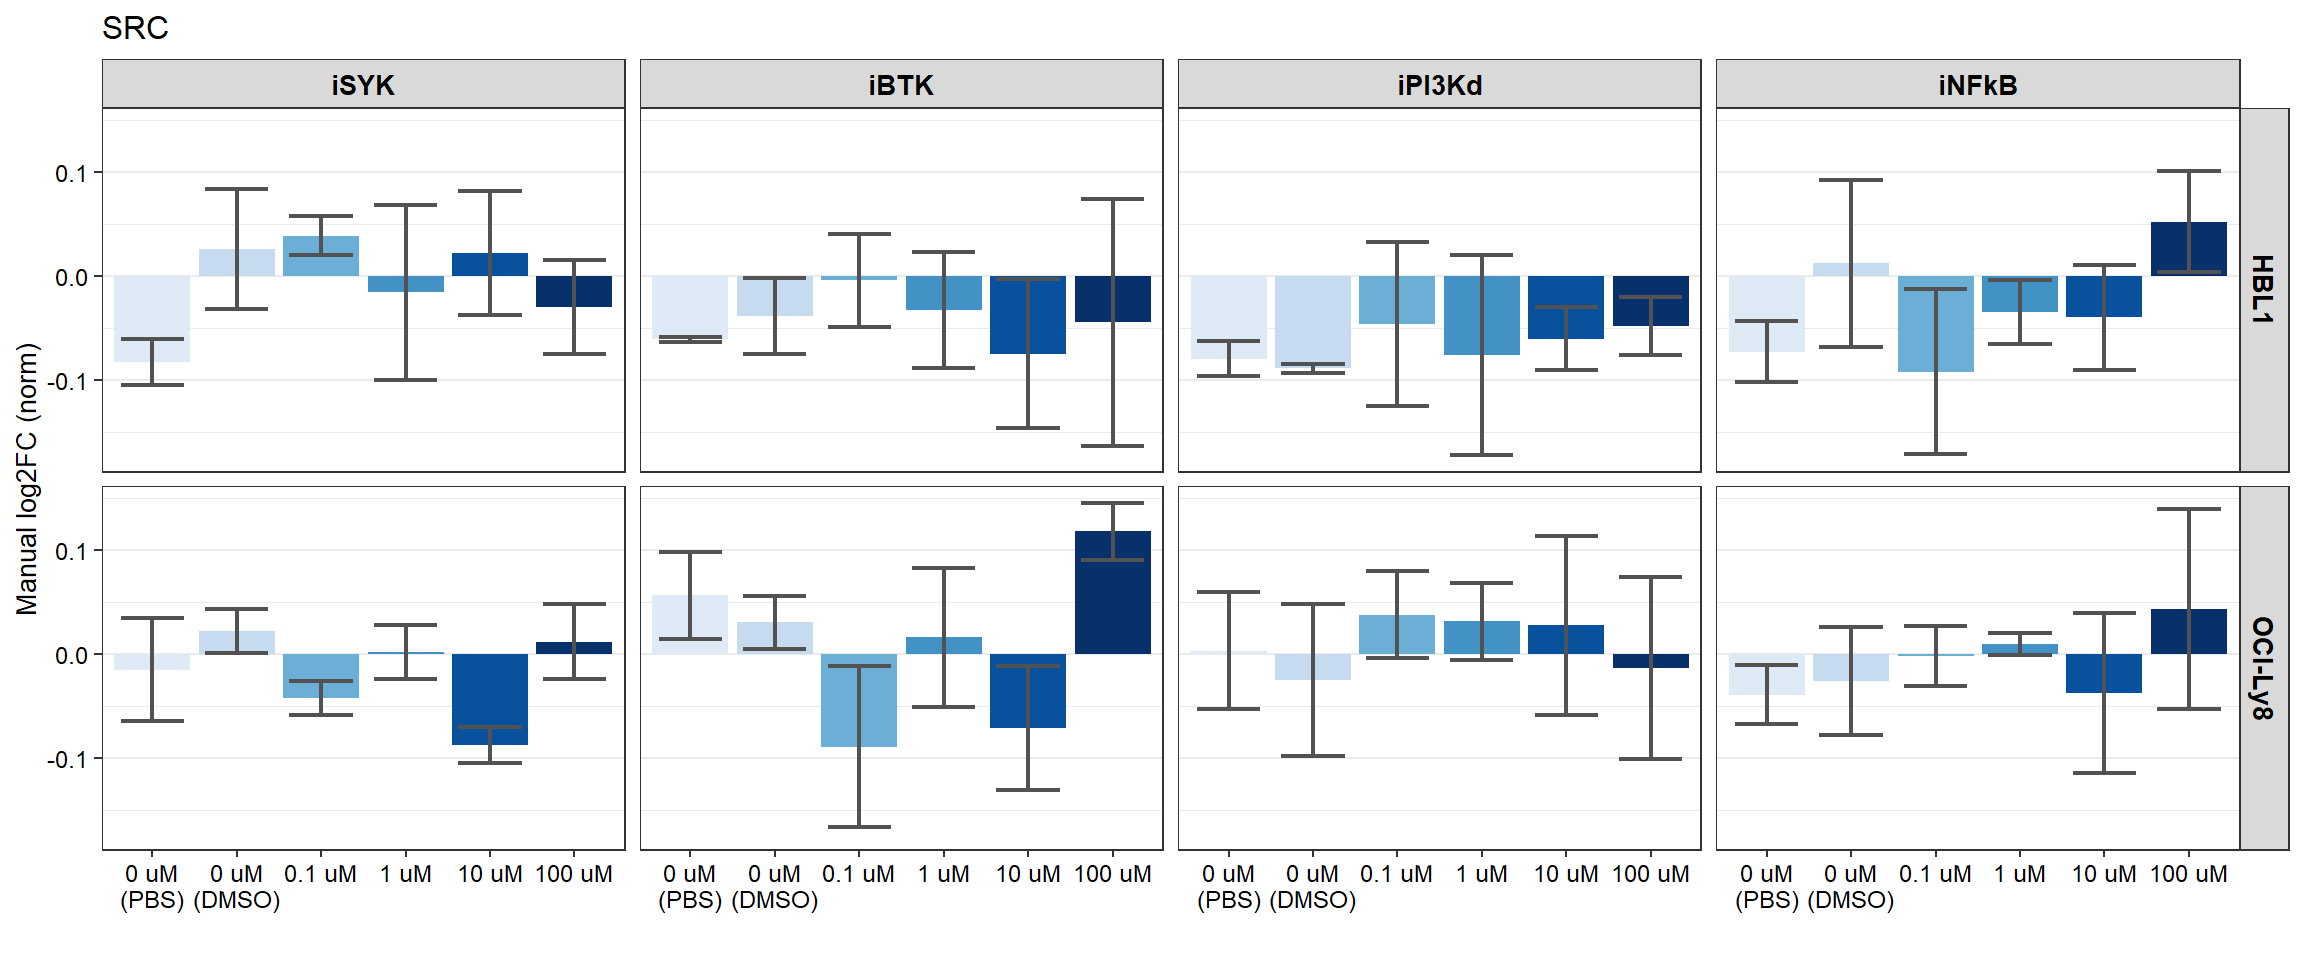 SRC
iSYK
iBTK
iPI3Kd
iNFkB
HBL1
OCI-Ly8
Manual log2FC (norm)
0.1
0.0
-0.1
0.1
0.0
-0.1
0 uM (PBS)
0 uM (DMSO)
0.1 uM
1 uM
10 uM
100 uM
0 uM (PBS)
0 uM (DMSO)
0.1 uM
1 uM
10 uM
100 uM
0 uM (PBS)
0 uM (DMSO)
0.1 uM
1 uM
10 uM
100 uM
0 uM (PBS)
0 uM (DMSO)
0.1 uM
1 uM
10 uM
100 uM